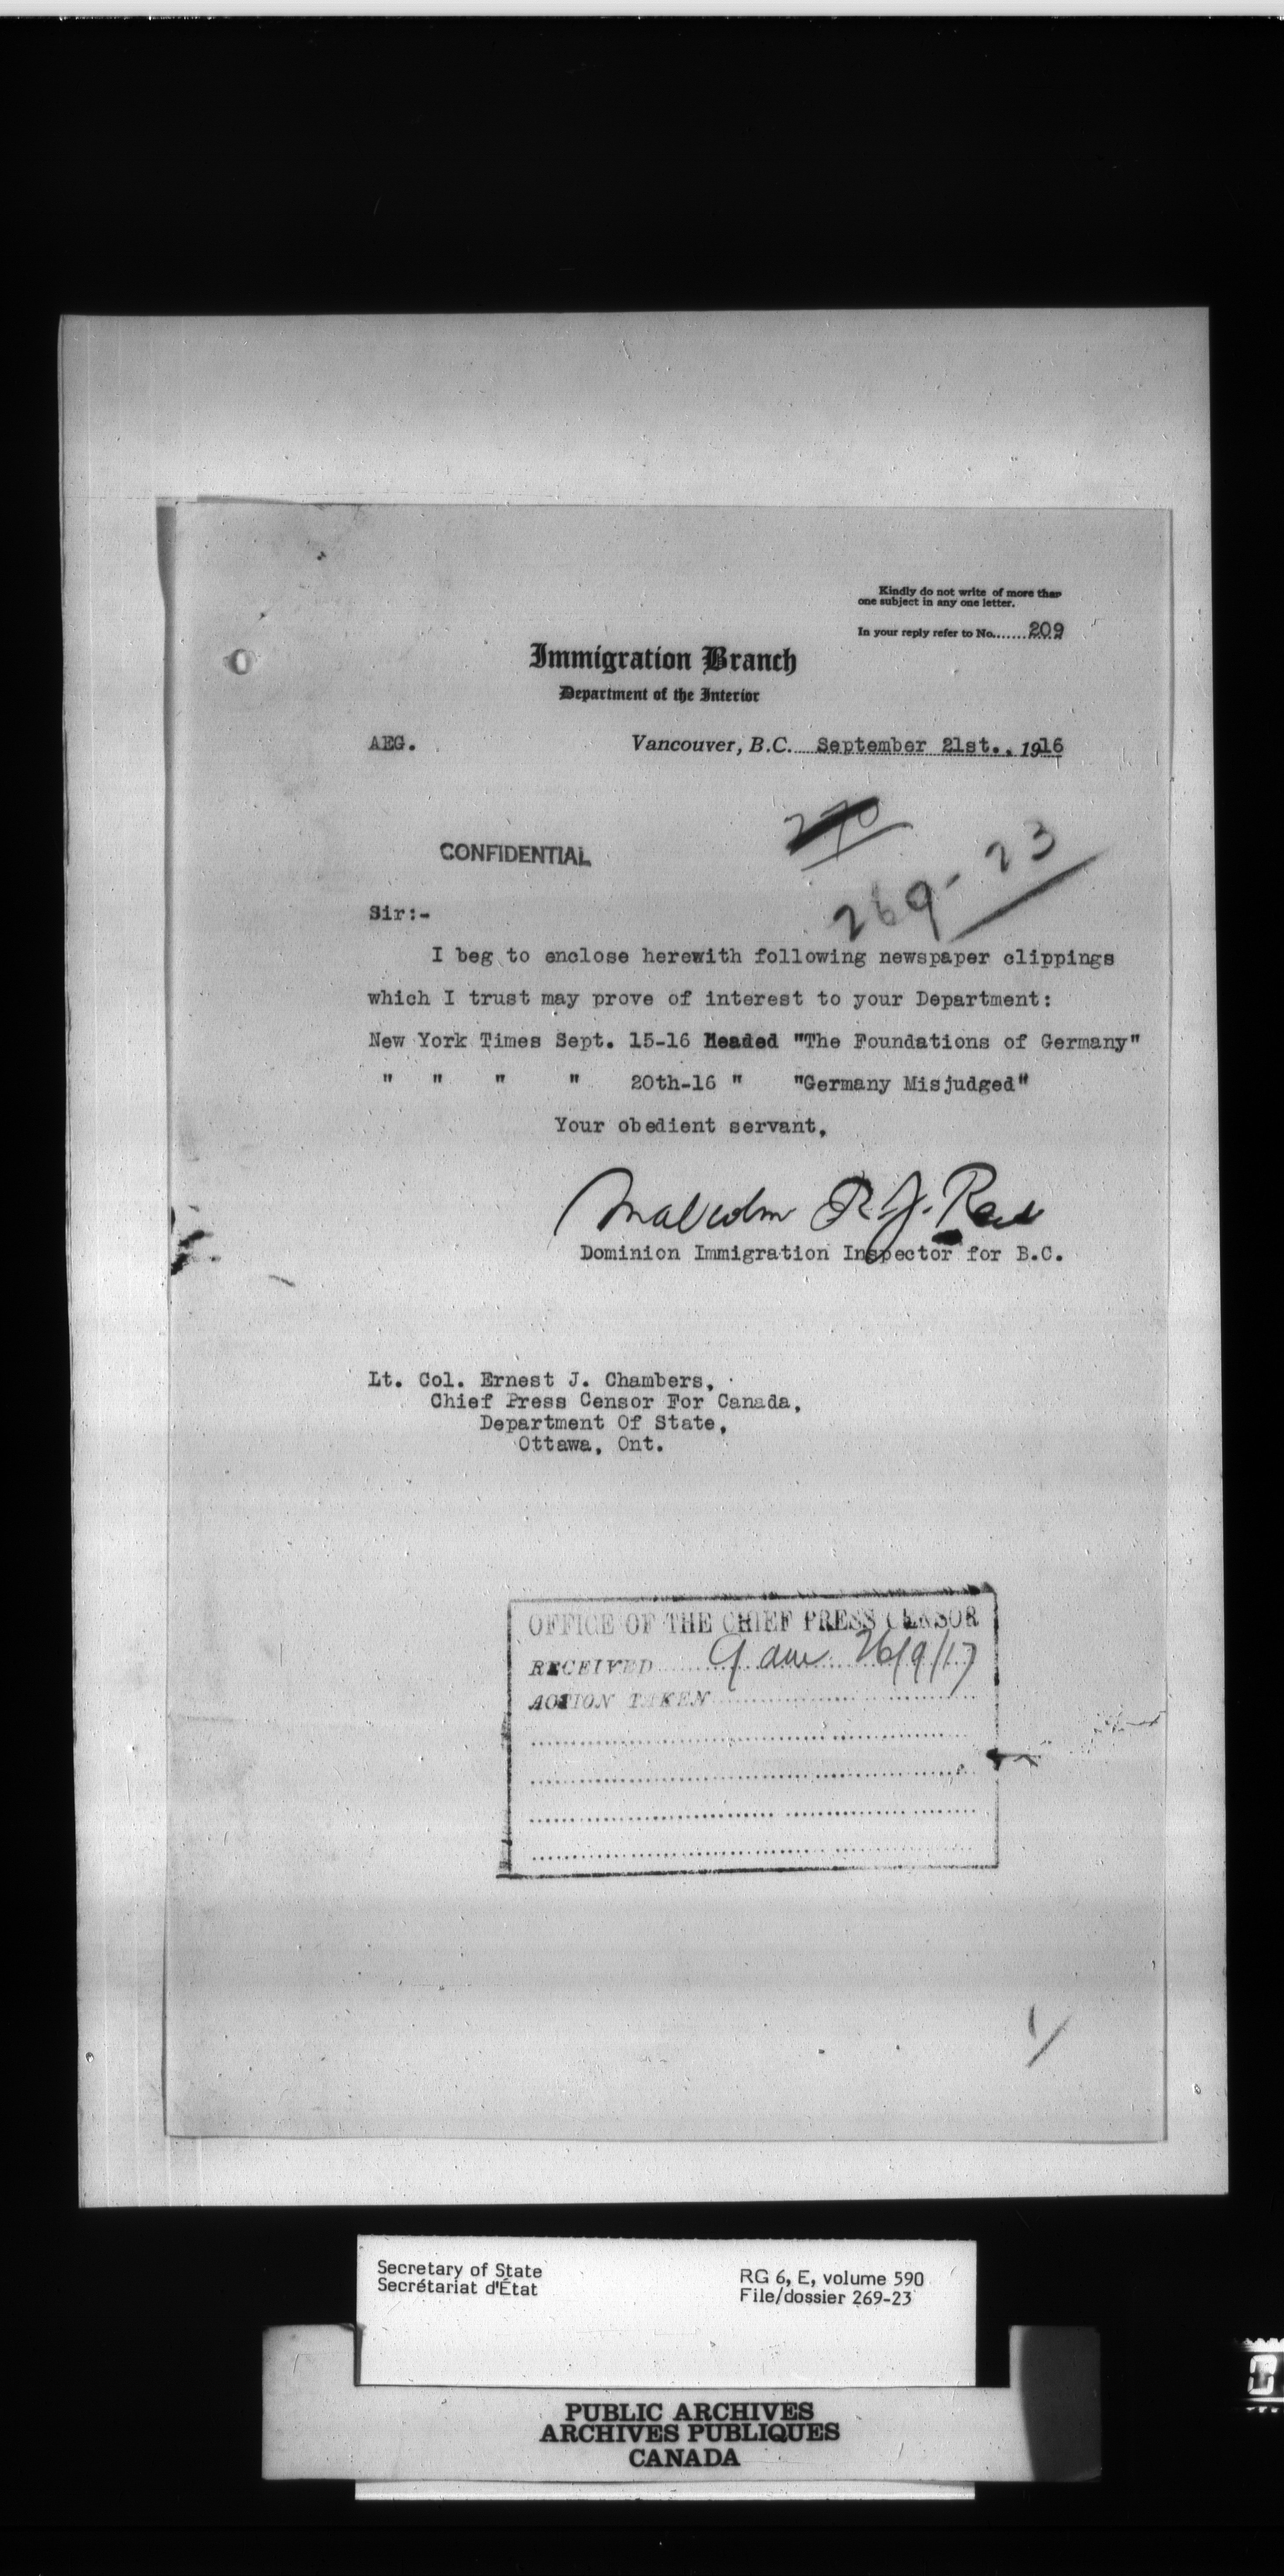 Kindly do not write of more than
one subject in any one letter.
In your reply refer to No. 209
Immigration Branch
Department of the Interior
AEG.
Vancouver, B.C. September 21st., 1916
270
CONFIDENTIAL
269-23
Sir:-
I beg to enclose herewith following newspaper clippings
which I trust may prove of interest to your Department:
New York Times Sept. 15-16 Headed "The Foundations of Germany"
" " " " 20th-16 " "Germany Misjudged"
Your obedient servant,
Malcolm R. J. Reid
Dominion Immigration Inspector for B.C.
Lt. Col. Ernest J. Chambers,
Chief Press Censor For Canada,
Department Of State,
Ottawa, Ont.
OFFICE OF THE CHIEF PRESS CENSOR
RECEIVED 9 am 26/9/17
ACTION TAKEN
1/
Secretary of State
Secrétariat d'État
RG 6, E, volume 590
File/dossier 269-23
PUBLIC ARCHIVES
ARCHIVES PUBLIQUES
CANADA